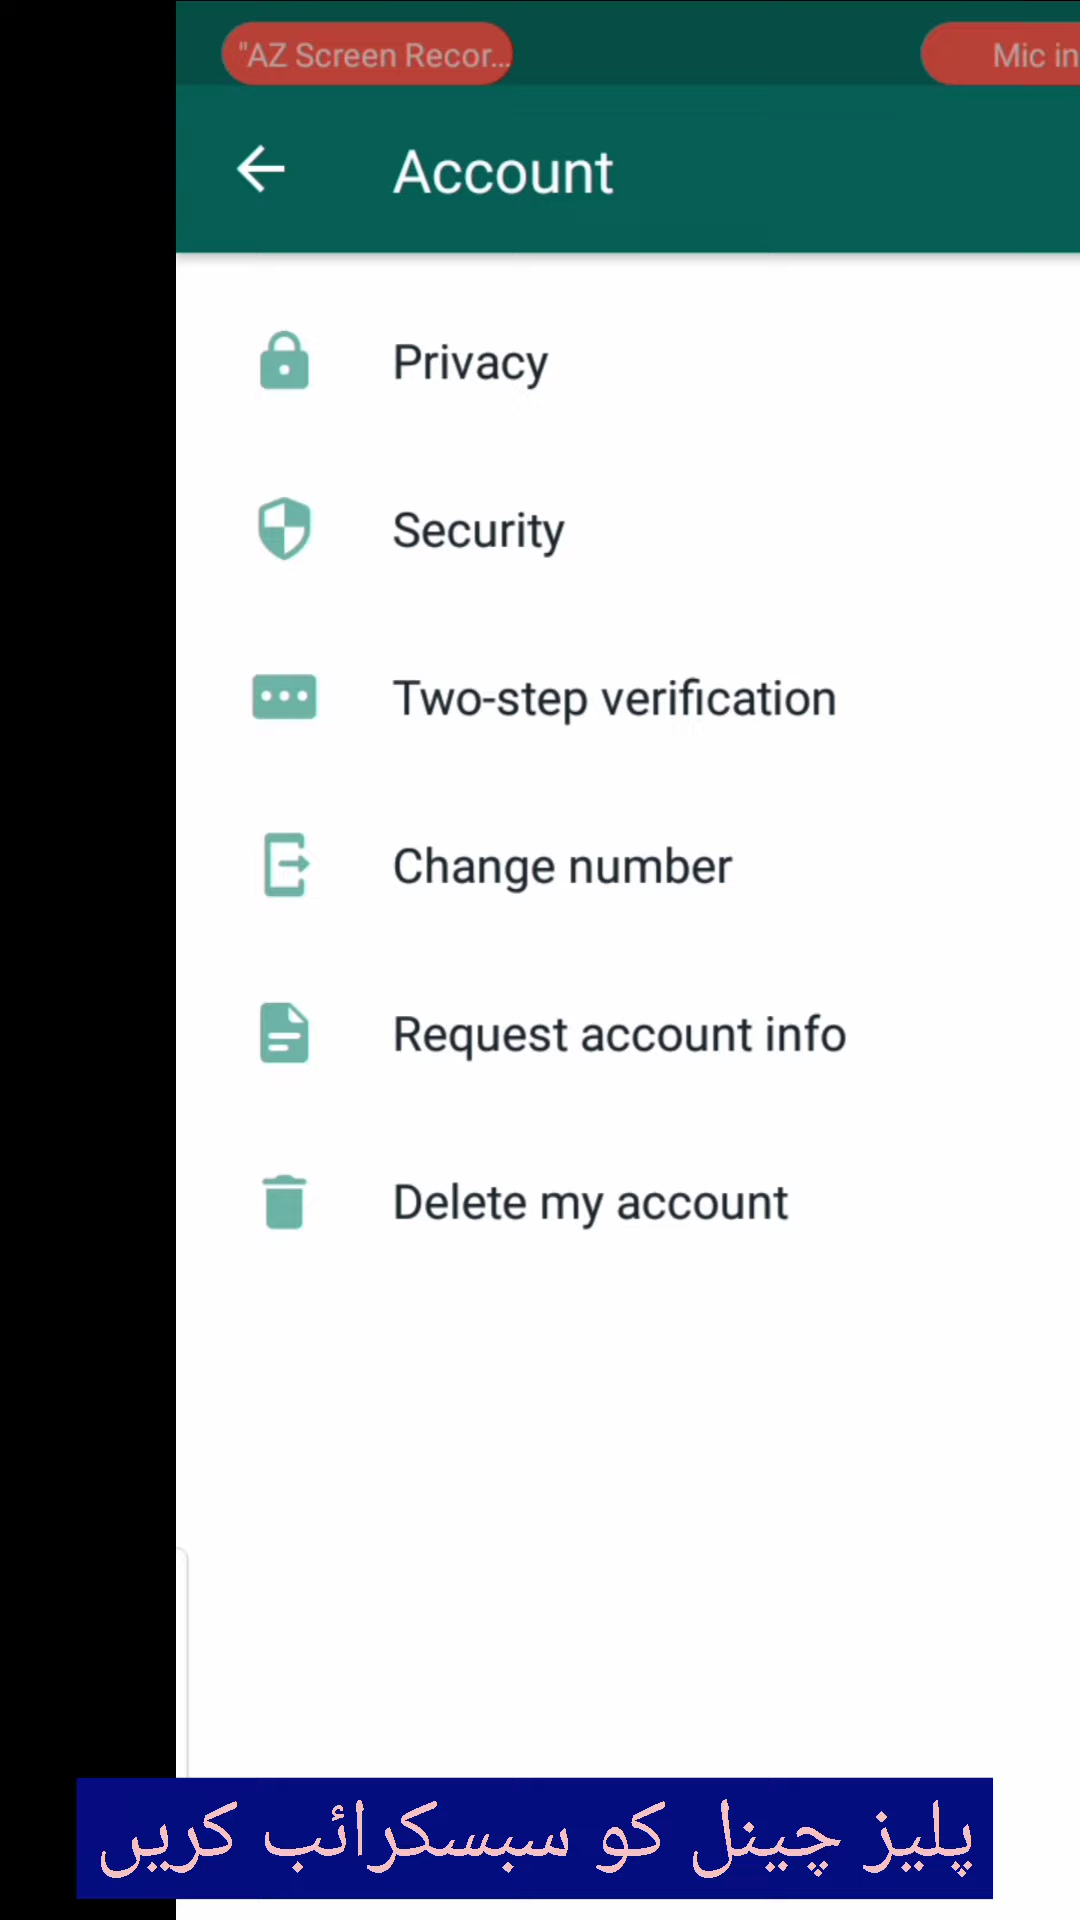 "AZ Screen Recor...
Mic in
Account
Privacy
Security
Two-step verification
Change number
Request account info
Delete my account
پلیز چینل کو سبسکرائب کریں